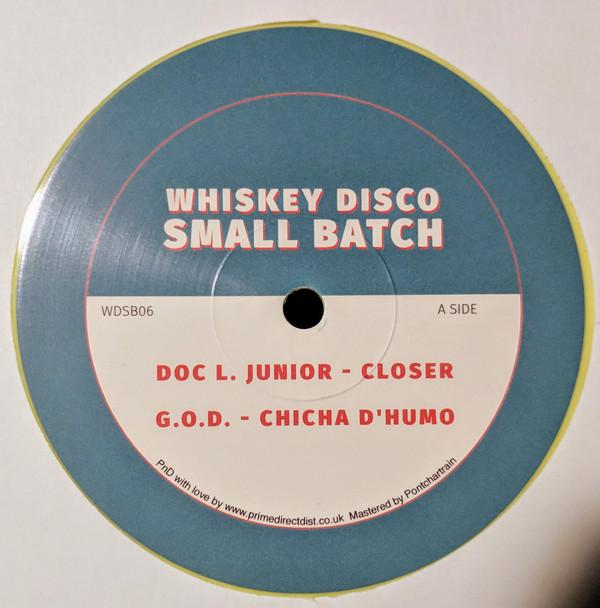 WHISKEY DISCO
SMALL BATCH
WDSB06
A SIDE
DOC L. JUNIOR - CLOSER
G.O.D. - CHICHA D'HUMO
PnD with love by www.primedirectdist.co.uk Mastered by Pontchartrain